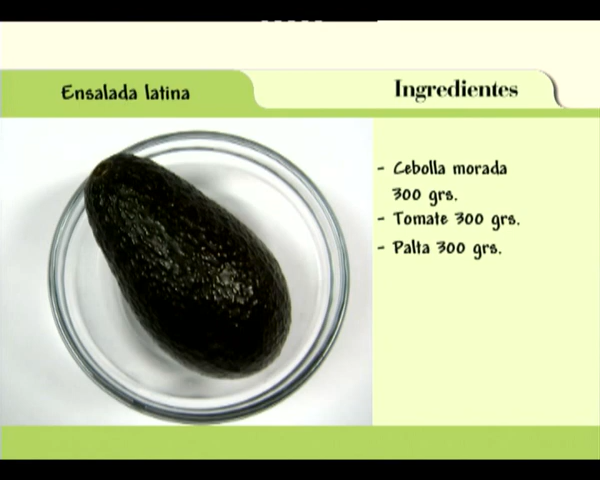 Ensalada latina
Ingredientes
- Cebolla morada
300 grs.
- Tomate 300 grs.
- Palta 300 grs.